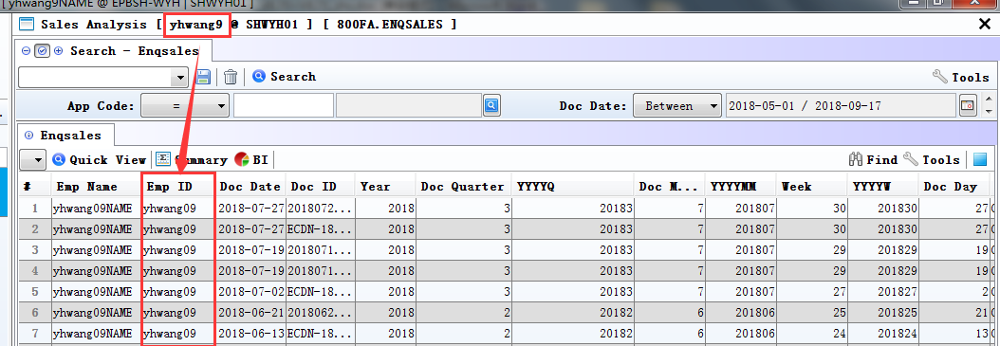 [ yhwang9NAME @ EPBSH-WYH | SHWYH01 ]
Sales Analysis [ yhwang9 @ SHWYH01 ] [ 800FA.ENQSALES ]
Search - Enqsales
Search Tools
App Code: = Doc Date: Between 2018-05-01 / 2018-09-17
Enqsales
Quick View Summary BI Find Tools
# Emp Name Emp ID Doc Date Doc ID Year Doc Quarter YYYYQ Doc M... YYYYMM Week YYYYW Doc Day
1 yhwang09NAME yhwang09 2018-07-27 2018072... 2018 3 20183 7 201807 30 201830 27
2 yhwang09NAME yhwang09 2018-07-27 ECDN-18... 2018 3 20183 7 201807 30 201830 27
3 yhwang09NAME yhwang09 2018-07-19 2018071... 2018 3 20183 7 201807 29 201829 19
4 yhwang09NAME yhwang09 2018-07-19 2018071... 2018 3 20183 7 201807 29 201829 19
5 yhwang09NAME yhwang09 2018-07-02 ECDN-18... 2018 3 20183 7 201807 27 201827 2
6 yhwang09NAME yhwang09 2018-06-21 2018062... 2018 2 20182 6 201806 25 201825 21
7 yhwang09NAME yhwang09 2018-06-13 ECDN-18... 2018 2 20182 6 201806 24 201824 13